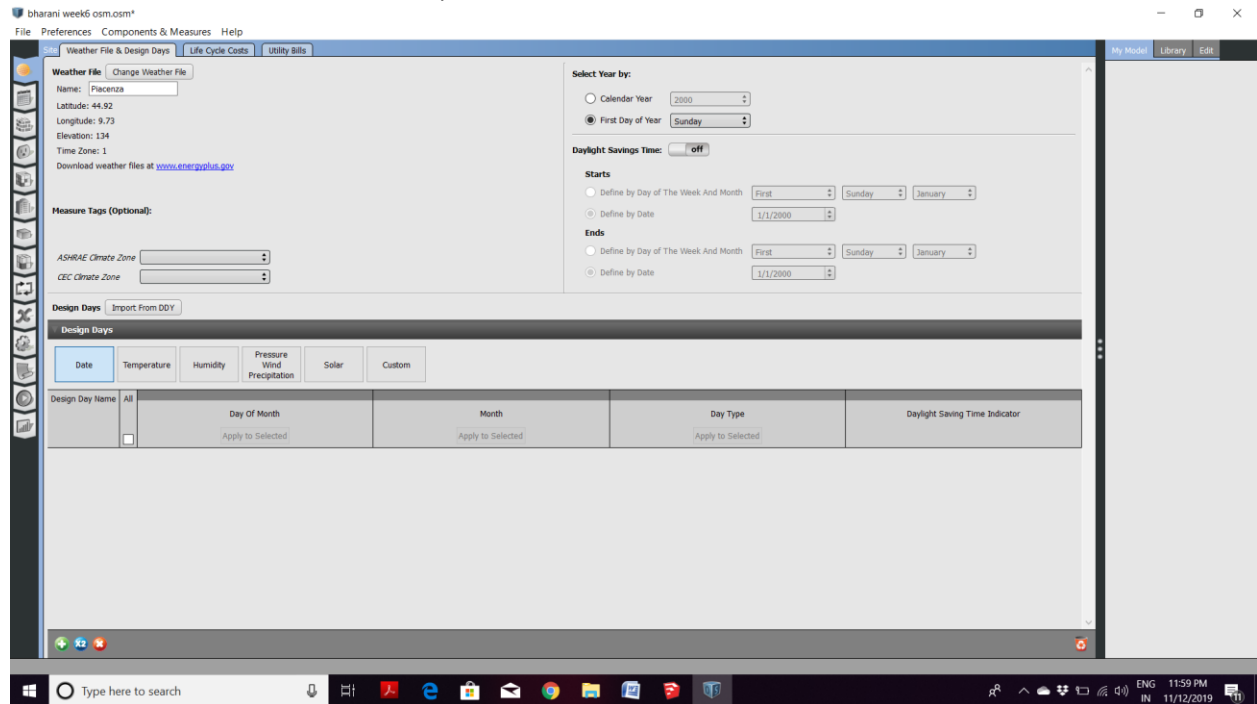 bharani week6 osm.osm*
File Preferences Components & Measures Help
Site Weather File & Design Days Life Cycle Costs Utility Bills
My Model Library Edit
Weather File Change Weather File
Name: Piacenza
Latitude: 44.92
Longitude: 9.73
Elevation: 134
Time Zone: 1
Download weather files at www.energyplus.gov
Measure Tags (Optional):
ASHRAE Climate Zone
CEC Climate Zone
Select Year by:
Calendar Year 2000
First Day of Year Sunday
Daylight Savings Time: off
Starts
Define by Day of The Week And Month First Sunday January
Define by Date 1/1/2000
Ends
Define by Day of The Week And Month First Sunday January
Define by Date 1/1/2000
Design Days Import From DDY
Design Days
Date Temperature Humidity Pressure Wind Precipitation Solar Custom
Design Day Name All Day Of Month Month Day Type Daylight Saving Time Indicator
Apply to Selected Apply to Selected Apply to Selected
X2
Type here to search
ENG 11:59 PM
IN 11/12/2019
11